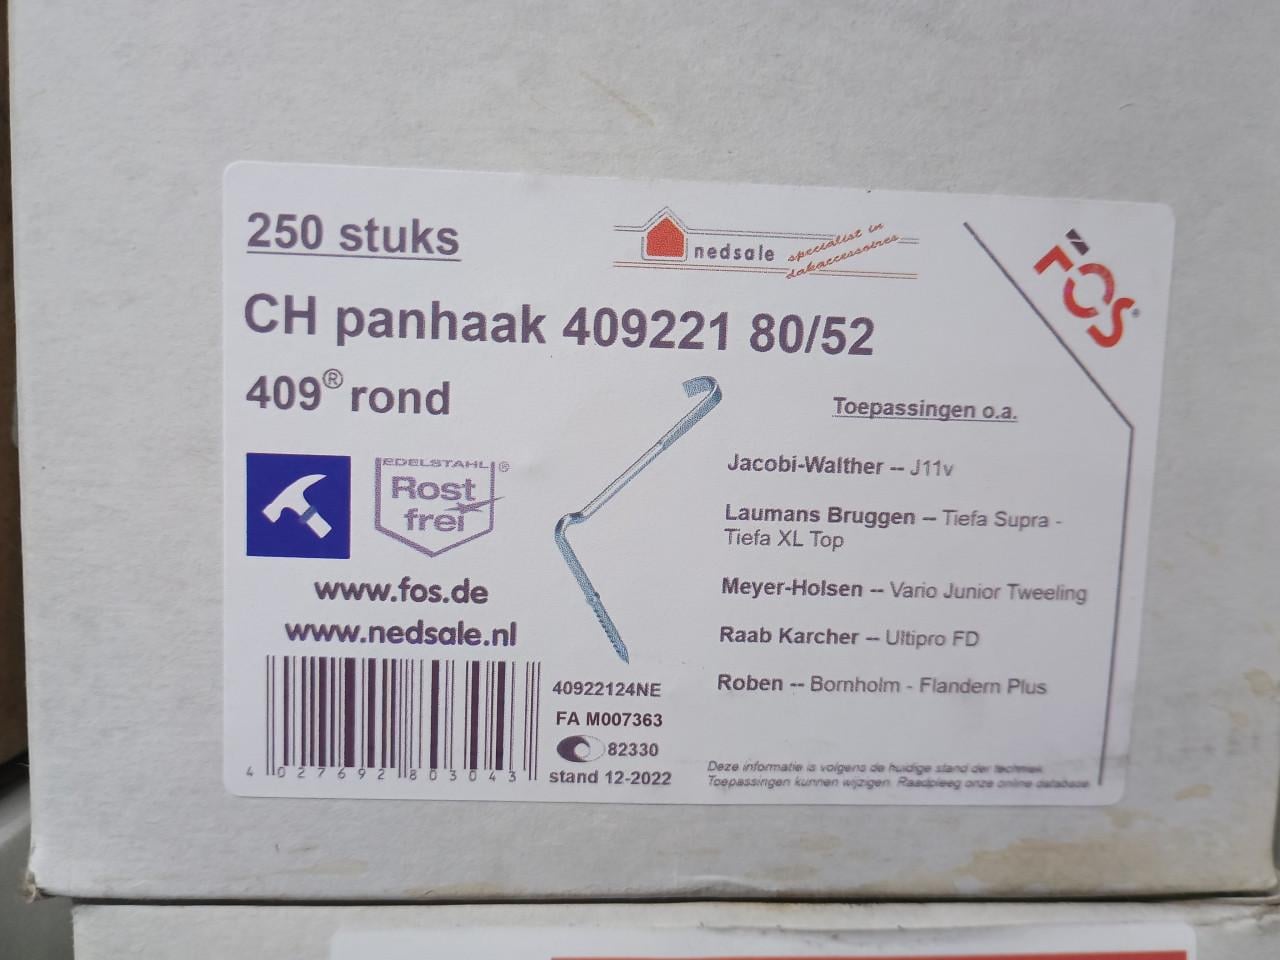 250 stuks
nedsale specialist in dakaccessoires
FOS®
CH panhaak 409221 80/52
409® rond
EDELSTAHL®
Rost
frei
www.fos.de
www.nedsale.nl
4 027692 803043
40922124NE
FA M007363
82330
stand 12-2022
Toepassingen o.a.
Jacobi-Walther -- J11v
Laumans Bruggen -- Tiefa Supra -
Tiefa XL Top
Meyer-Holsen -- Vario Junior Tweeling
Raab Karcher -- Ultipro FD
Roben -- Bornholm - Flandern Plus
Deze informatie is volgens de huidige stand der techniek.
Toepassingen kunnen wijzigen. Raadpleeg onze online database